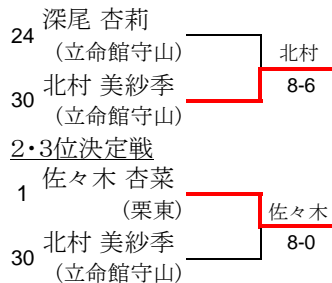 24 深尾 杏莉
(立命館守山) 北村
30 北村 美紗季 8-6
(立命館守山)
2・3位決定戦
1 佐々木 杏菜
(栗東) 佐々木
30 北村 美紗季 8-0
(立命館守山)